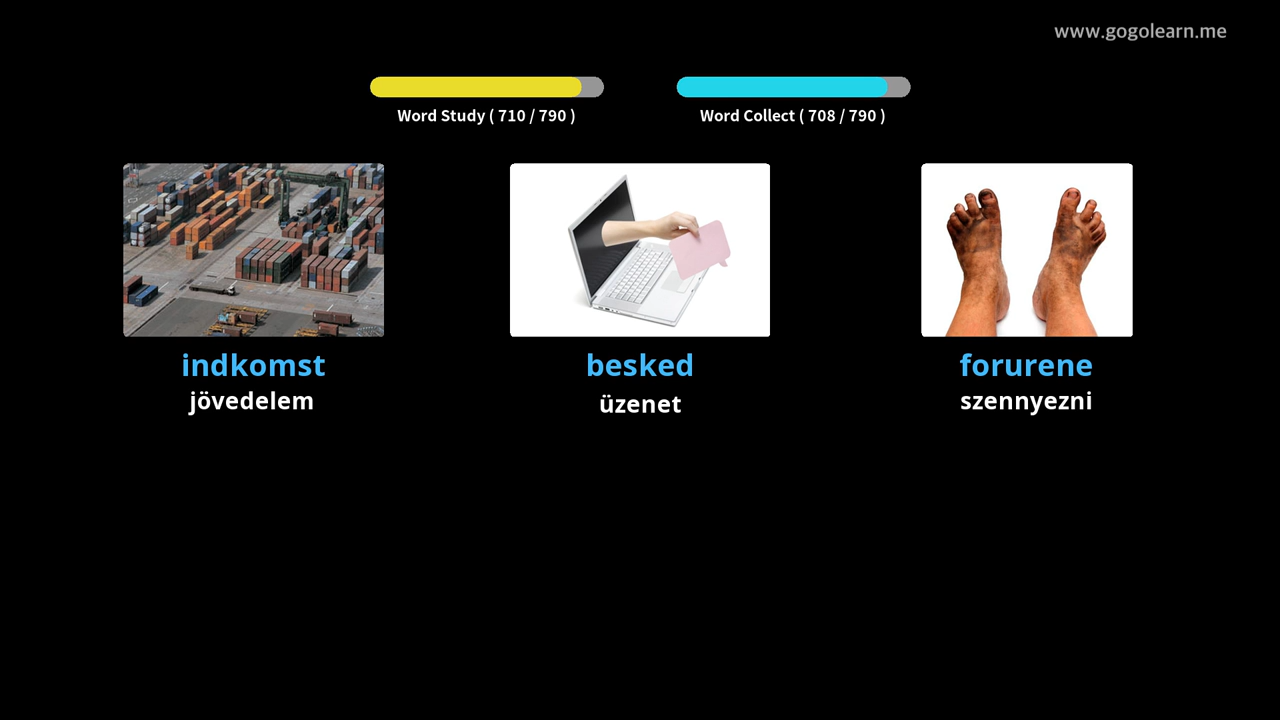 www.gogolearn.me
Word Study ( 710 / 790 )
Word Collect ( 708 / 790 )
indkomst
jövedelem
besked
üzenet
forurene
szennyezni